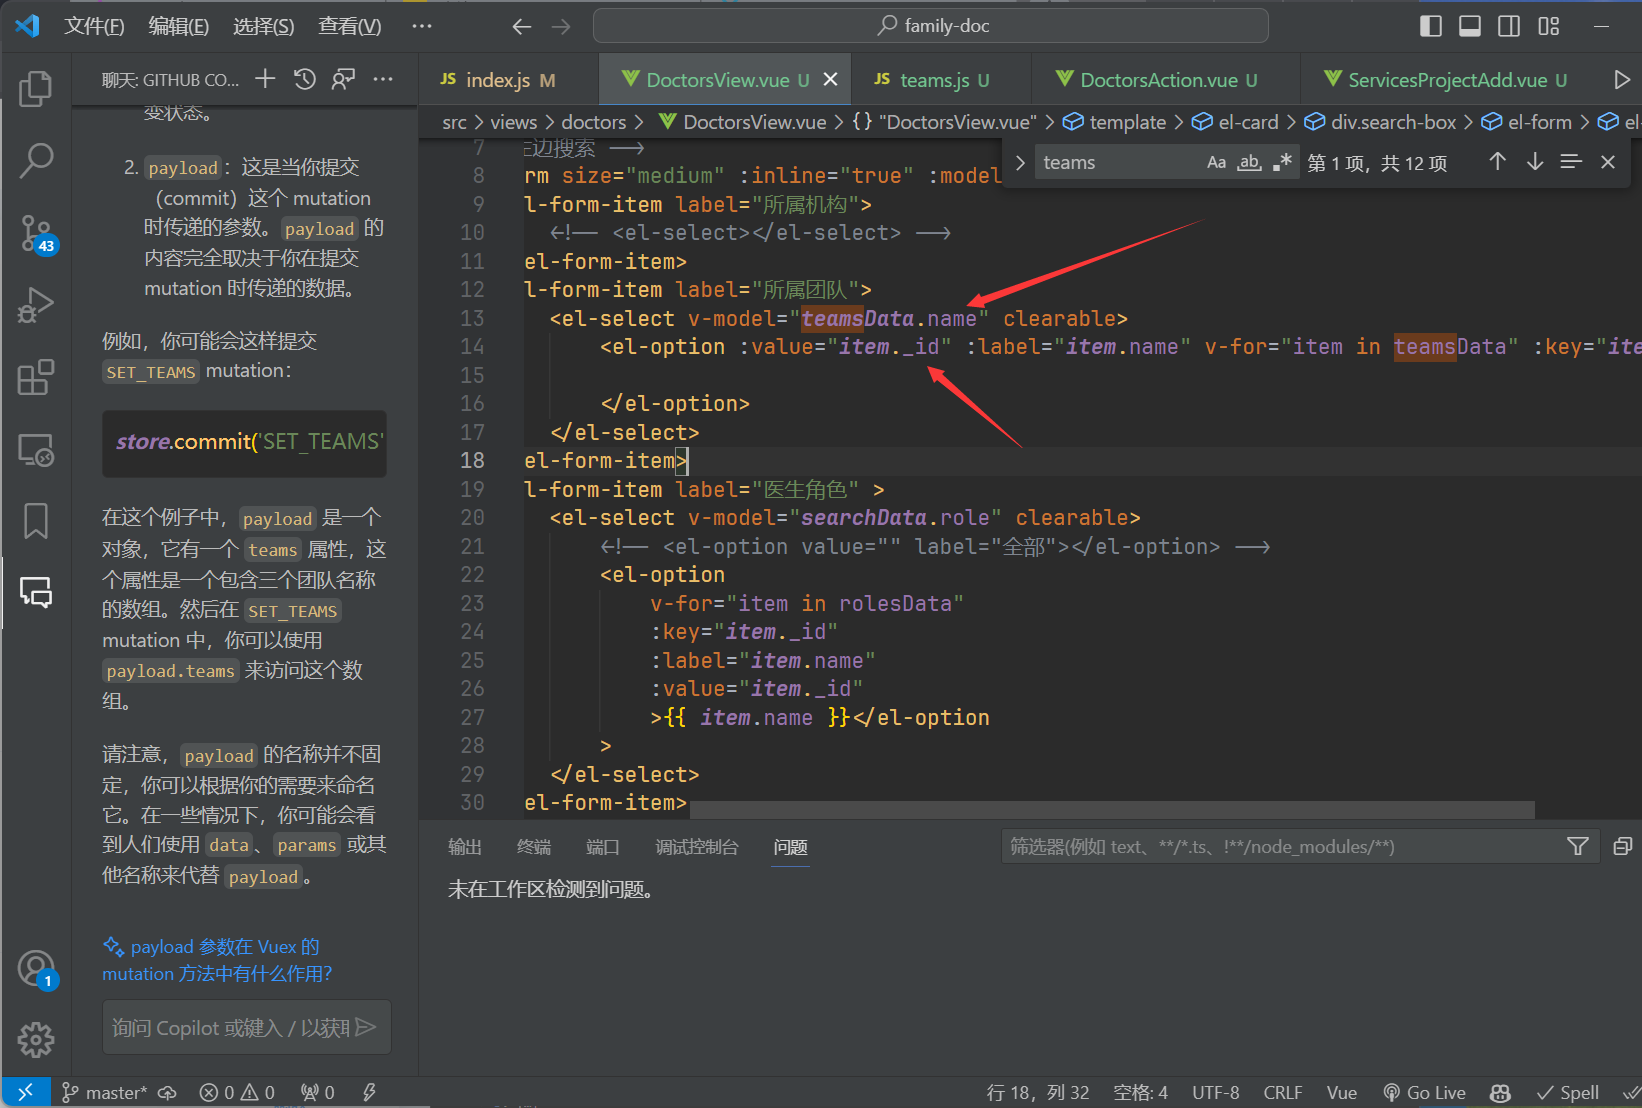 文件(F) 编辑(E) 选择(S) 查看(V) ··· family-doc
聊天: GITHUB CO...
JS index.js M
DoctorsView.vue U
JS teams.js U
DoctorsAction.vue U
ServicesProjectAdd.vue U
src > views > doctors > DoctorsView.vue > {} "DoctorsView.vue" > template > el-card > div.search-box > el-form > el-
teams
Aa ab .*
第 1 项，共 12 项
变状态。
2. payload：这是当你提交
（commit）这个 mutation
时传递的参数。payload 的
内容完全取决于你在提交
mutation 时传递的数据。
例如，你可能会这样提交
SET_TEAMS mutation：
store.commit('SET_TEAMS'
在这个例子中，payload 是一个
对象，它有一个 teams 属性，这
个属性是一个包含三个团队名称
的数组。然后在 SET_TEAMS
mutation 中，你可以使用
payload.teams 来访问这个数
组。
请注意，payload 的名称并不固
定，你可以根据你的需要来命名
它。在一些情况下，你可能会看
到人们使用 data、params 或其
他名称来代替 payload。
payload 参数在 Vuex 的
mutation 方法中有什么作用？
询问 Copilot 或键入 / 以获
43
1
7 左边搜索 -->
8 rm size="medium" :inline="true" :model
9 l-form-item label="所属机构">
10 <!-- <el-select></el-select> -->
11 el-form-item>
12 l-form-item label="所属团队">
13 <el-select v-model="teamsData.name" clearable>
14 <el-option :value="item._id" :label="item.name" v-for="item in teamsData" :key="ite
15
16 </el-option>
17 </el-select>
18 el-form-item>
19 l-form-item label="医生角色" >
20 <el-select v-model="searchData.role" clearable>
21 <!-- <el-option value="" label="全部"></el-option> -->
22 <el-option
23 v-for="item in rolesData"
24 :key="item._id"
25 :label="item.name"
26 :value="item._id"
27 >{{ item.name }}</el-option
28 >
29 </el-select>
30 el-form-item>
输出 终端 端口 调试控制台 问题
筛选器(例如 text、**/*.ts、!**/node_modules/**)
未在工作区检测到问题。
master* 0 0 0
行 18，列 32 空格: 4 UTF-8 CRLF Vue Go Live Spell